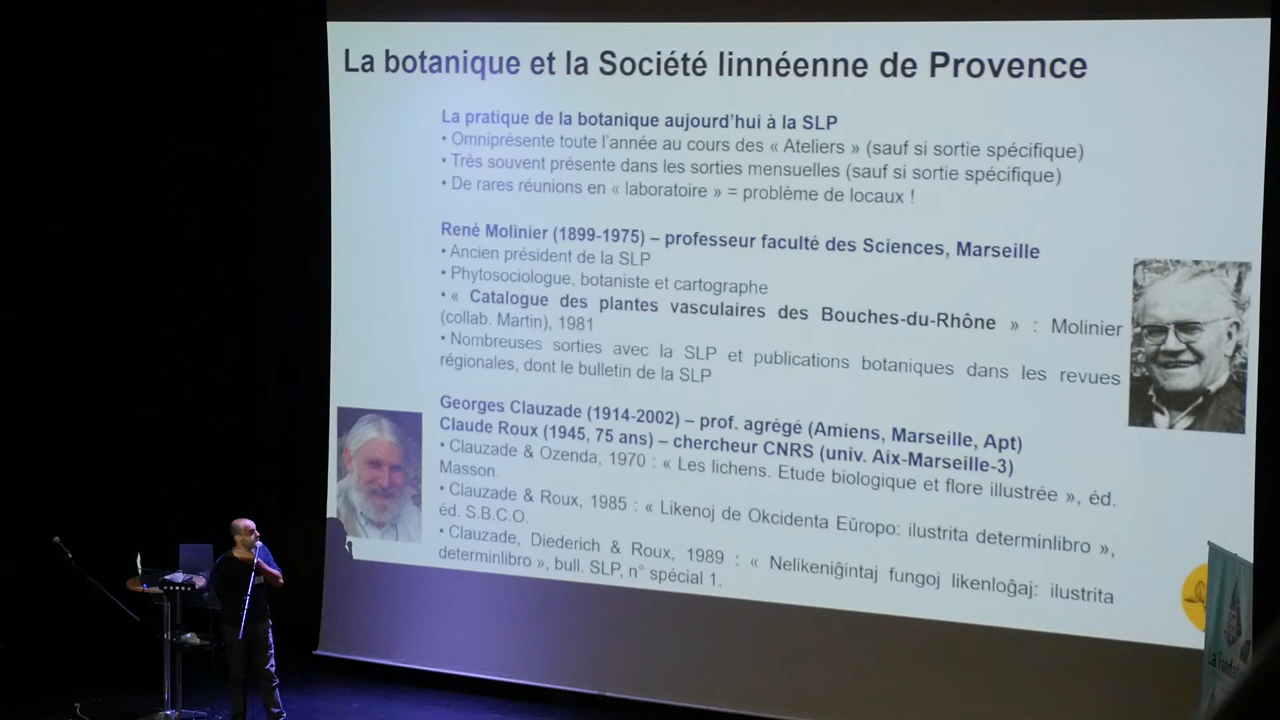 La botanique et la Société linnéenne de Provence
La pratique de la botanique aujourd'hui à la SLP
• Omniprésente toute l'année au cours des « Ateliers » (sauf si sortie spécifique)
• Très souvent présente dans les sorties mensuelles (sauf si sortie spécifique)
• De rares réunions en « laboratoire » = problème de locaux !
René Molinier (1899-1975) – professeur faculté des Sciences, Marseille
• Ancien président de la SLP
• Phytosociologue, botaniste et cartographe
• « Catalogue des plantes vasculaires des Bouches-du-Rhône » : Molinier
(collab. Martin), 1981
• Nombreuses sorties avec la SLP et publications botaniques dans les revues
régionales, dont le bulletin de la SLP
Georges Clauzade (1914-2002) – prof. agrégé (Amiens, Marseille, Apt)
Claude Roux (1945, 75 ans) – chercheur CNRS (univ. Aix-Marseille-3)
• Clauzade & Ozenda, 1970 : « Les lichens. Etude biologique et flore illustrée », éd.
Masson.
• Clauzade & Roux, 1985 : « Likenoj de Okcidenta Eŭropo: ilustrita determinlibro »,
éd. S.B.C.O.
• Clauzade, Diederich & Roux, 1989 : « Nelikeniĝintaj fungoj likenloĝaj: ilustrita
determinlibro », bull. SLP, n° spécial 1.
La